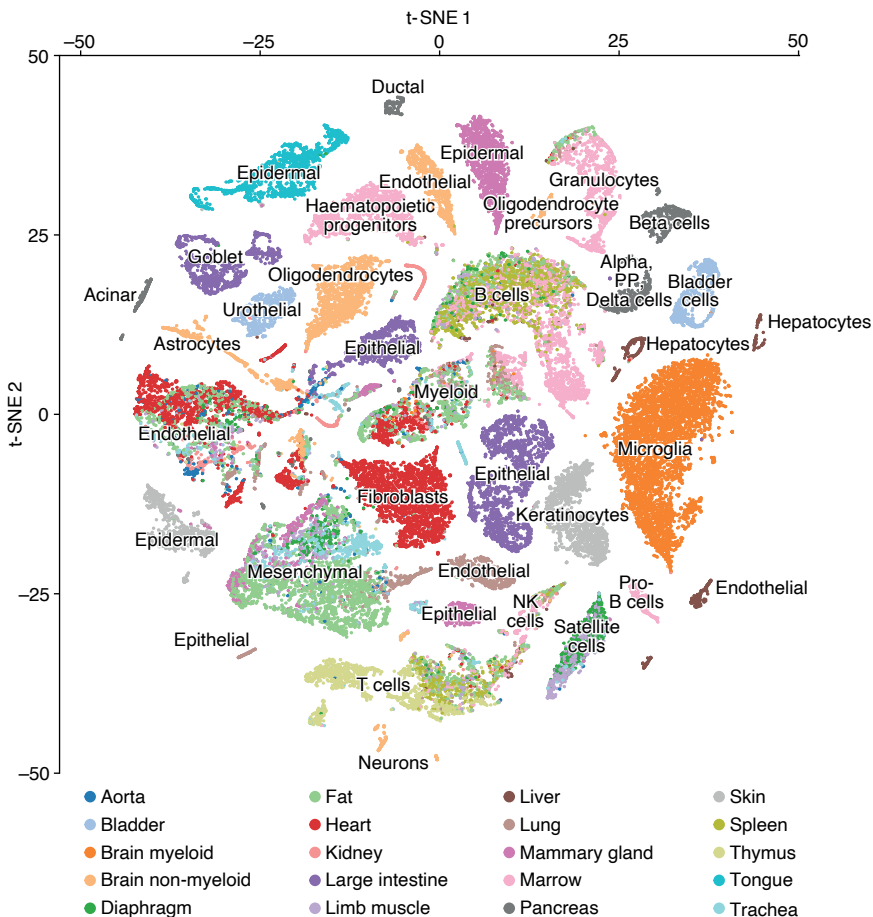 t-SNE 1
−50
−25
0
25
50
50
25
0
−25
−50
t-SNE 2
Ductal
Epidermal
Epidermal
Endothelial
Granulocytes
Haematopoietic
progenitors
Oligodendrocyte
precursors
Beta cells
Goblet
Oligodendrocytes
Alpha,
PP,
Delta cells
Bladder
cells
Acinar
Urothelial
B cells
Hepatocytes
Astrocytes
Epithelial
Hepatocytes
Myeloid
Endothelial
Microglia
Fibroblasts
Epithelial
Keratinocytes
Epidermal
Mesenchymal
Endothelial
Pro-
B cells
Endothelial
Epithelial
NK
cells
Satellite
cells
Epithelial
T cells
Neurons
Aorta
Bladder
Brain myeloid
Brain non-myeloid
Diaphragm
Fat
Heart
Kidney
Large intestine
Limb muscle
Liver
Lung
Mammary gland
Marrow
Pancreas
Skin
Spleen
Thymus
Tongue
Trachea